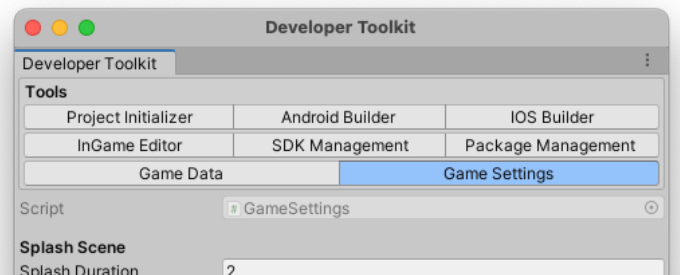 Developer Toolkit
Developer Toolkit
Tools
Project Initializer Android Builder IOS Builder
InGame Editor SDK Management Package Management
Game Data Game Settings
Script # GameSettings
Splash Scene
Splash Duration 2